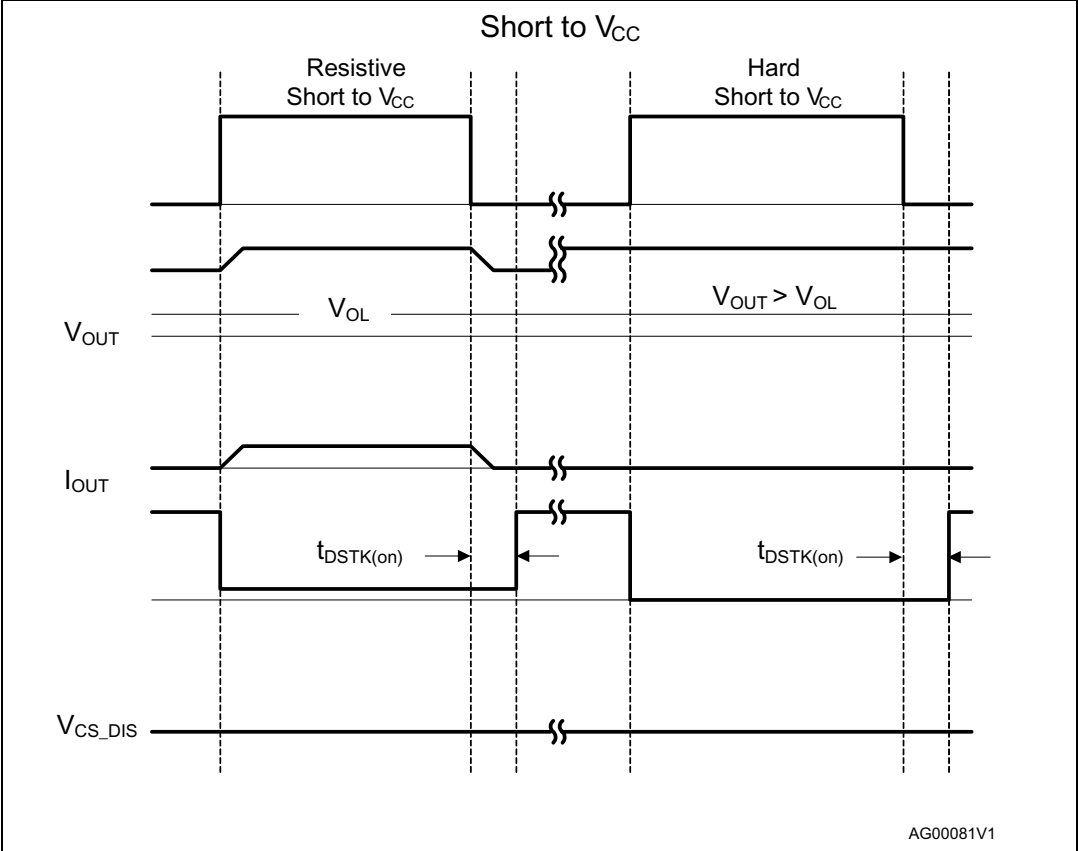 Short to VCC
Resistive
Short to VCC
Hard
Short to VCC
VOL
VOUT > VOL
VOUT
IOUT
tDSTK(on)
tDSTK(on)
VCS_DIS
AG00081V1